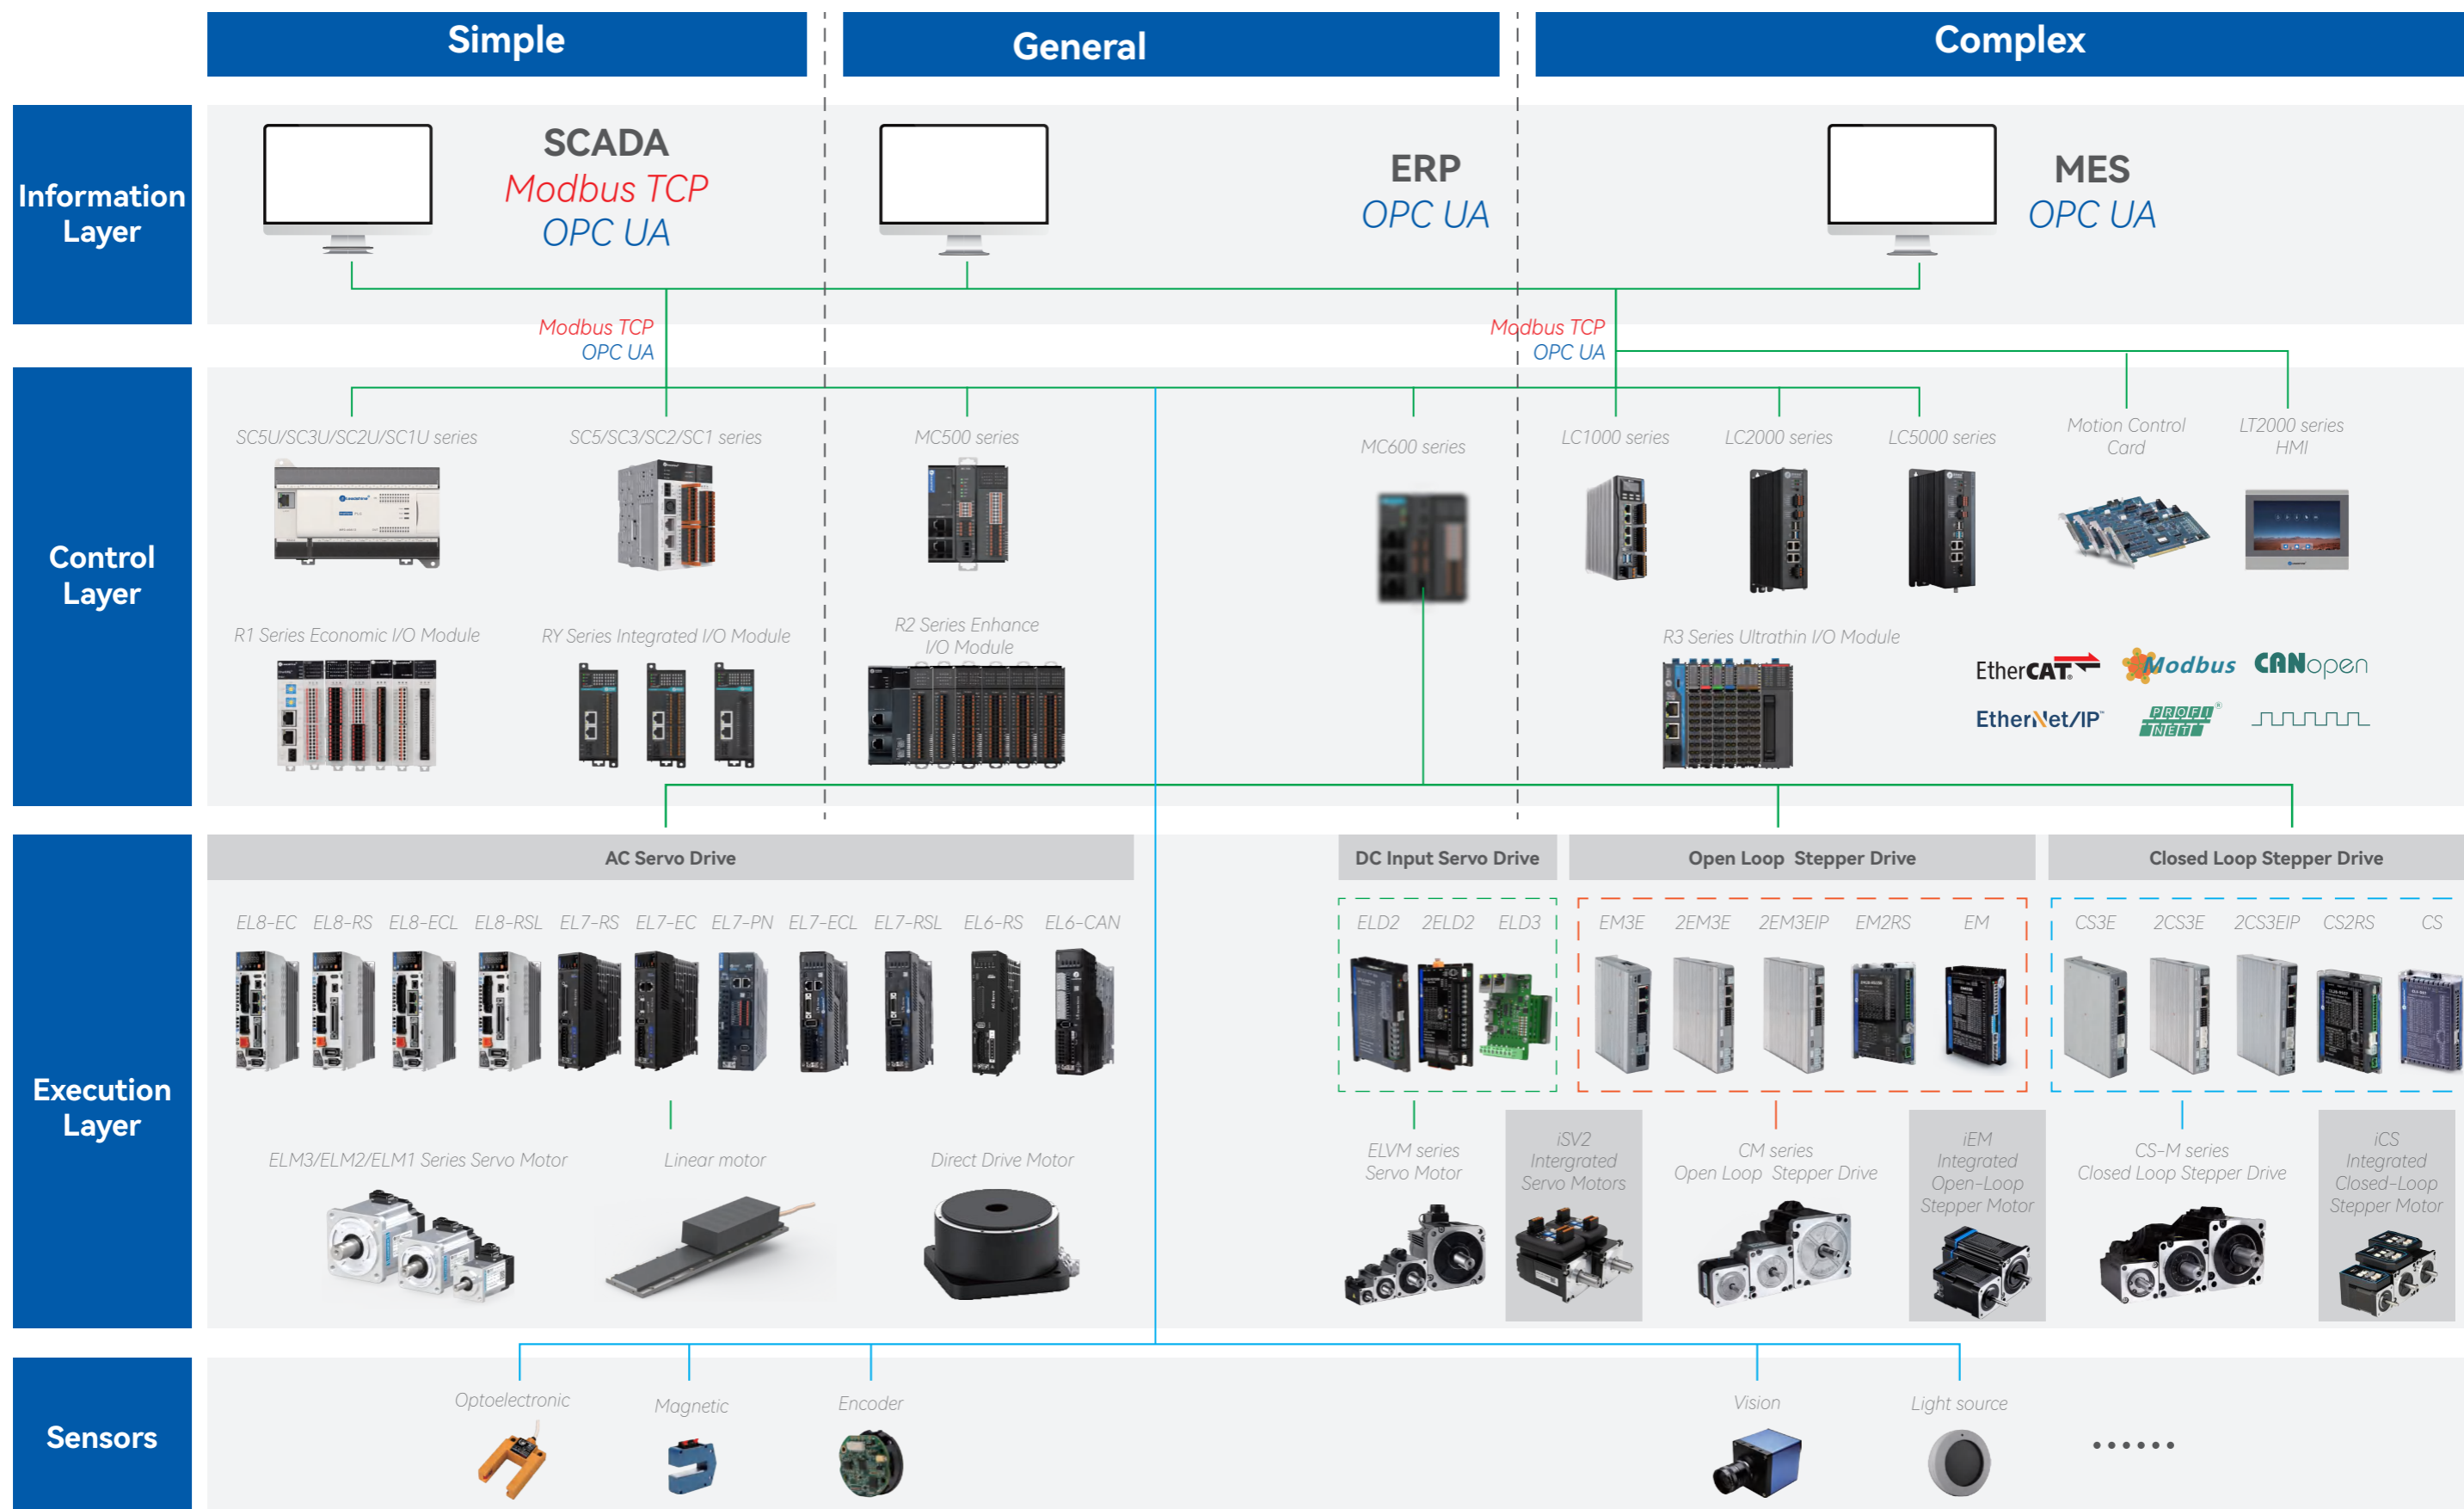 Simple
General
Complex
Information
Layer
SCADA
Modbus TCP
OPC UA
ERP
OPC UA
MES
OPC UA
Modbus TCP
OPC UA
Modbus TCP
OPC UA
Control
Layer
SC5U/SC3U/SC2U/SC1U series
SC5/SC3/SC2/SC1 series
MC500 series
MC600 series
LC1000 series
LC2000 series
LC5000 series
Motion Control
Card
LT2000 series
HMI
R1 Series Economic I/O Module
RY Series Integrated I/O Module
R2 Series Enhance
I/O Module
R3 Series Ultrathin I/O Module
EtherCAT®
Modbus
CANopen
EtherNet/IP™
PROFI®
NET
Execution
Layer
AC Servo Drive
DC Input Servo Drive
Open Loop Stepper Drive
Closed Loop Stepper Drive
EL8-EC
EL8-RS
EL8-ECL
EL8-RSL
EL7-RS
EL7-EC
EL7-PN
EL7-ECL
EL7-RSL
EL6-RS
EL6-CAN
ELD2
2ELD2
ELD3
EM3E
2EM3E
2EM3EIP
EM2RS
EM
CS3E
2CS3E
2CS3EIP
CS2RS
CS
ELM3/ELM2/ELM1 Series Servo Motor
Linear motor
Direct Drive Motor
ELVM series
Servo Motor
iSV2
Intergrated
Servo Motors
CM series
Open Loop Stepper Drive
iEM
Integrated
Open-Loop
Stepper Motor
CS-M series
Closed Loop Stepper Drive
iCS
Integrated
Closed-Loop
Stepper Motor
Sensors
Optoelectronic
Magnetic
Encoder
Vision
Light source
······